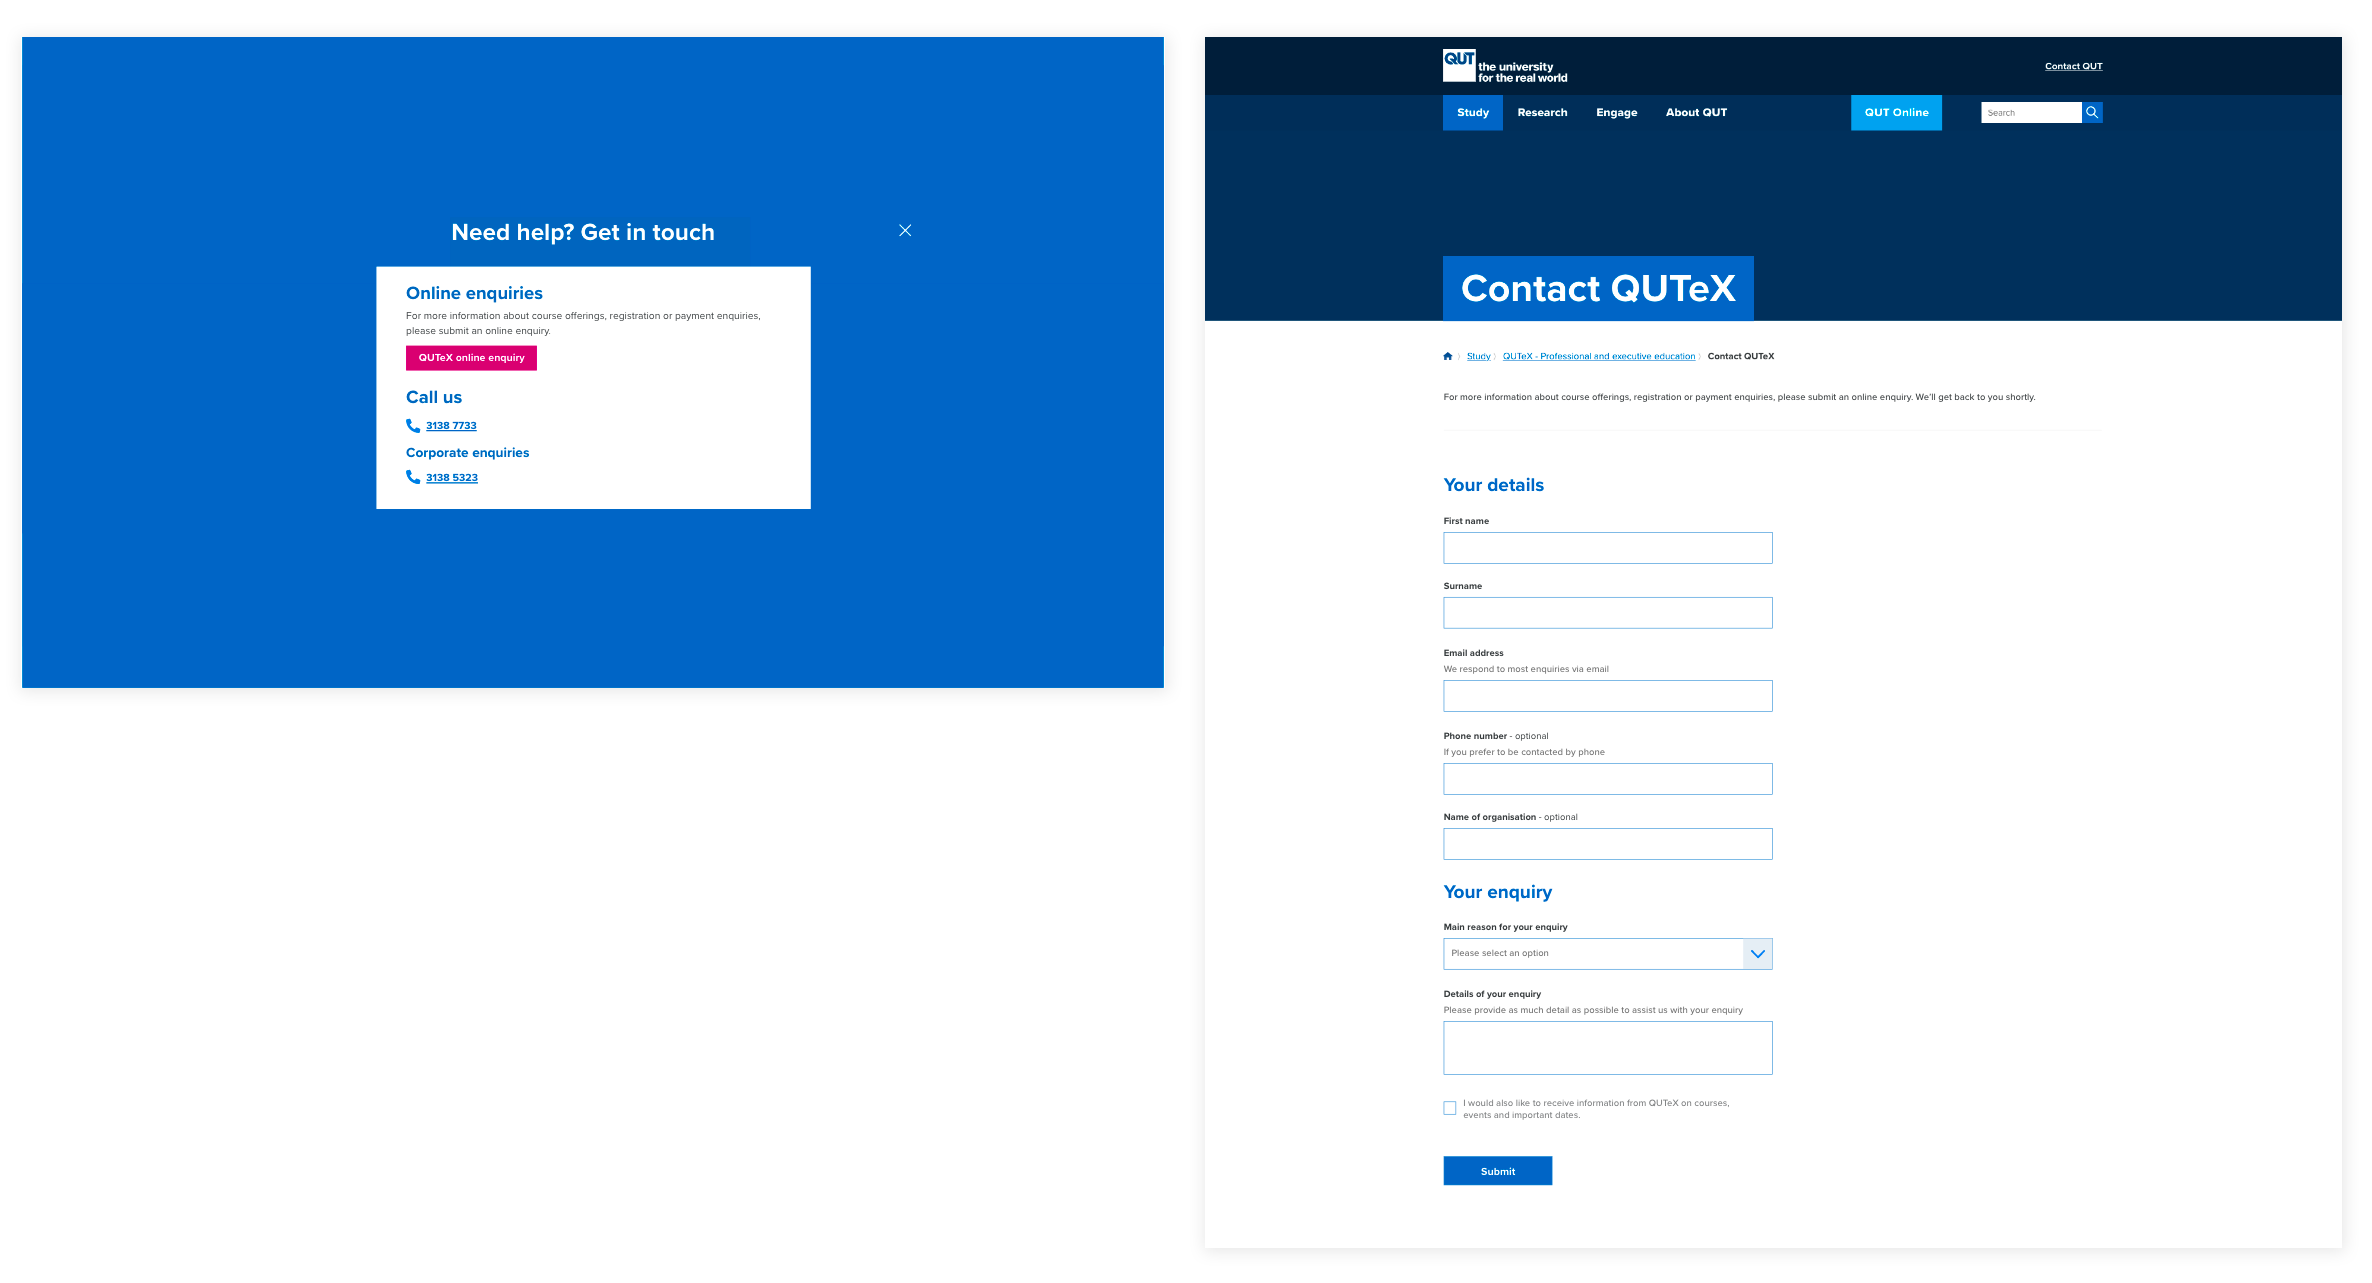 Need help? Get in touch
Online enquiries
For more information about course offerings, registration or payment enquiries,
please submit an online enquiry.
QUTeX online enquiry
Call us
3138 7733
Corporate enquiries
3138 5323
QUT
the university
for the real world
Contact QUT
Study
Research
Engage
About QUT
QUT Online
Search
Contact QUTeX
Study
QUTeX - Professional and executive education
Contact QUTeX
For more information about course offerings, registration or payment enquiries, please submit an online enquiry. We'll get back to you shortly.
Your details
First name
Surname
Email address
We respond to most enquiries via email
Phone number - optional
If you prefer to be contacted by phone
Name of organisation - optional
Your enquiry
Main reason for your enquiry
Please select an option
Details of your enquiry
Please provide as much detail as possible to assist us with your enquiry
I would also like to receive information from QUTeX on courses,
events and important dates.
Submit